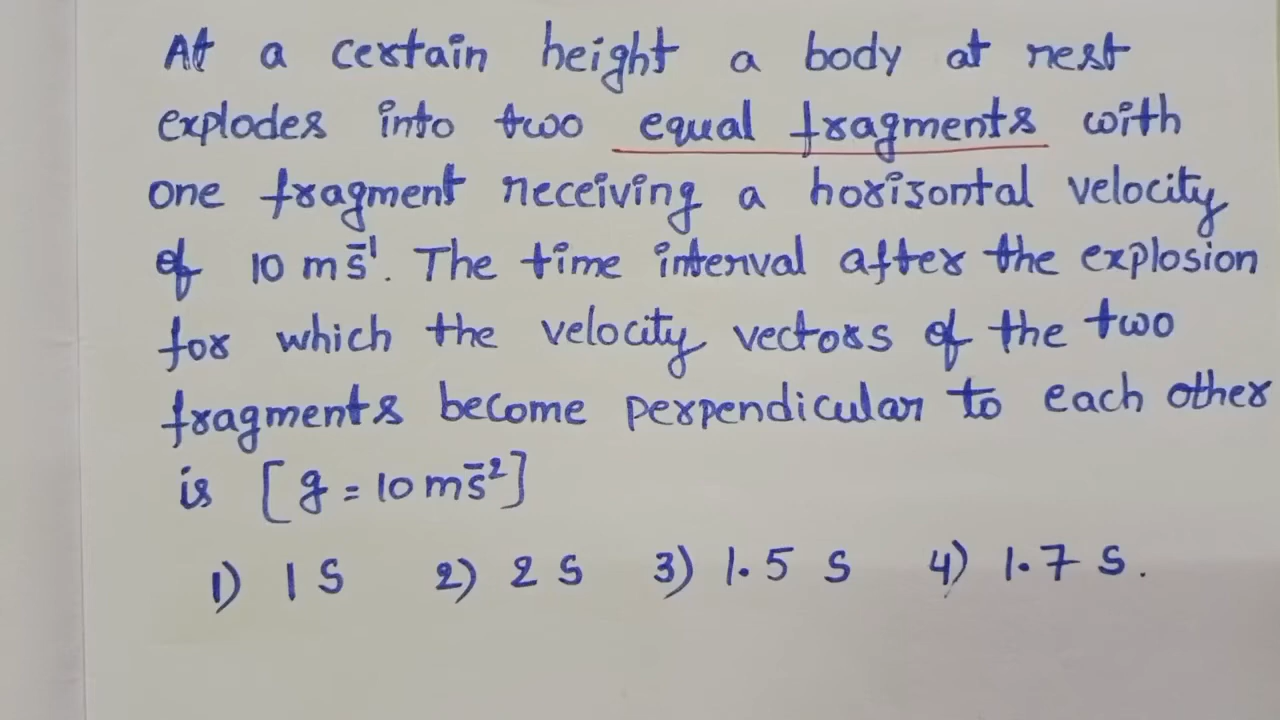 At a certain height a body at rest
explodes into two equal fragments with
one fragment receiving a horizontal velocity
of 10 m s̄¹. The time interval after the explosion
for which the velocity vectors of the two
fragments become perpendicular to each other
is [g = 10 m s̄²]
1) 1 S 2) 2 S 3) 1.5 S 4) 1.7 S.